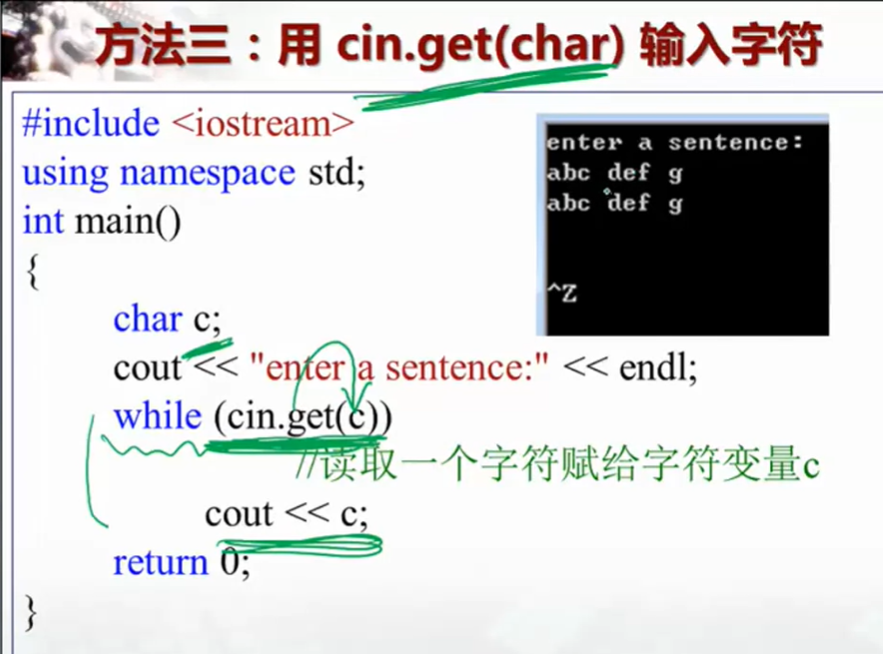 方法三：用 cin.get(char) 输入字符
#include <iostream>
using namespace std;
int main()
{
char c;
cout << "enter a sentence:" << endl;
while (cin.get(c))
//读取一个字符赋给字符变量c
cout << c;
return 0;
}
enter a sentence:
abc def g
abc def g
^Z